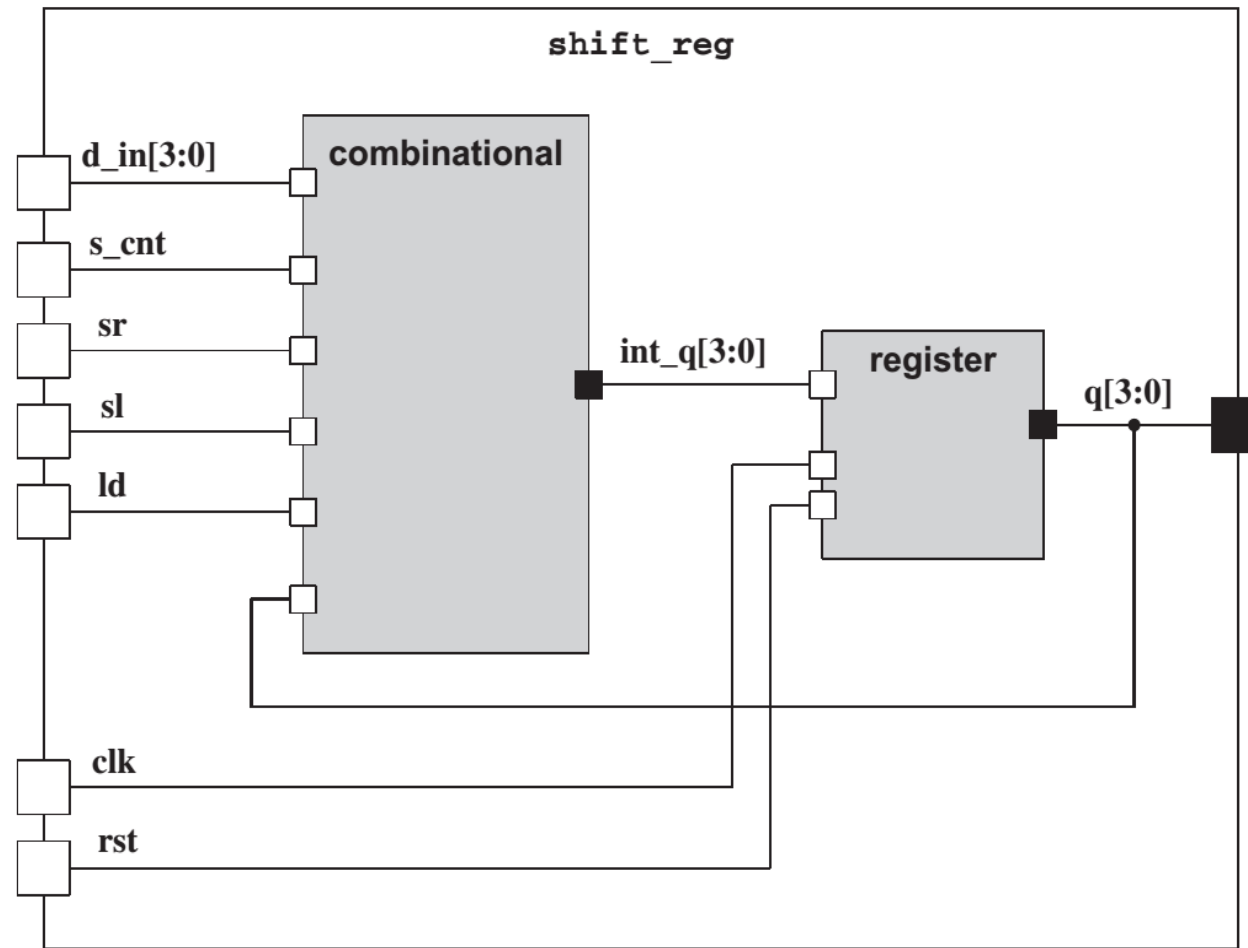 shift_reg
combinational
d_in[3:0]
s_cnt
sr
sl
ld
int_q[3:0]
register
q[3:0]
clk
rst